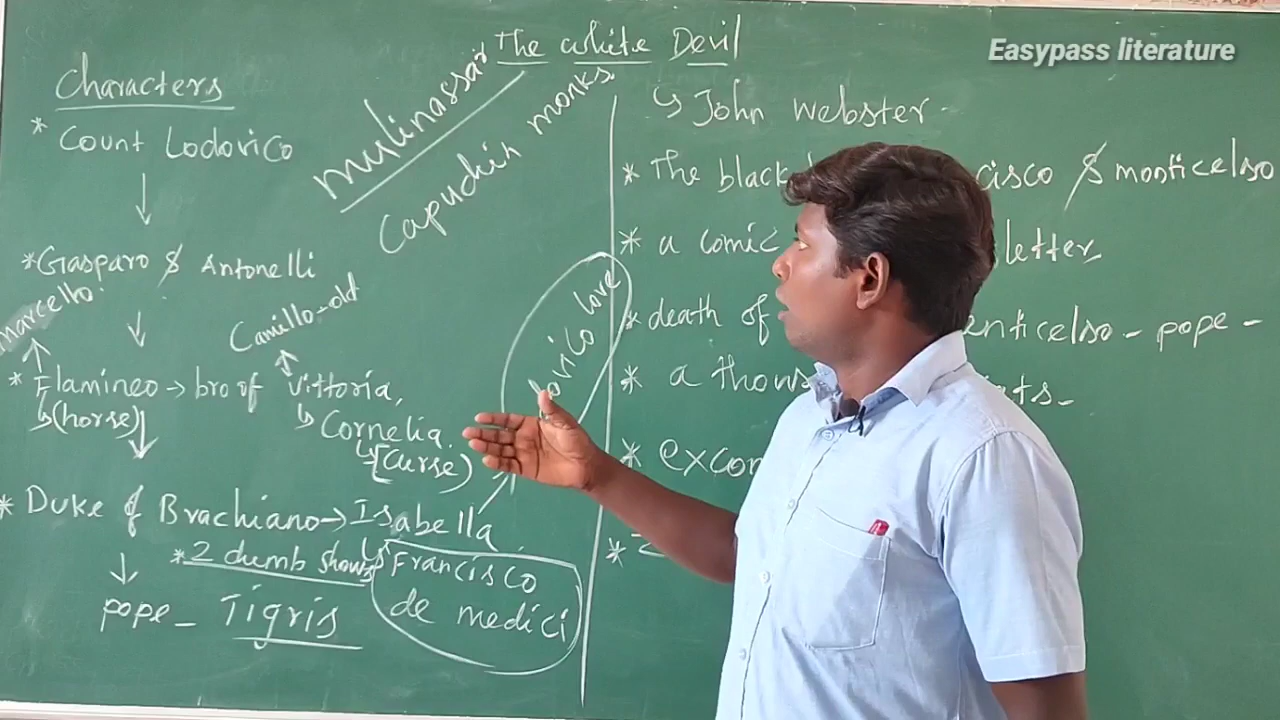 The white Devil
Easypass literature
Characters
* Count Lodovico
*Gasparo & Antonelli
Marcello
Camillo-old
* Flamineo → bro of Vittoria,
(horse)
Cornelia
(curse)
* Duke of Brachiano → Isabella
*2 dumb shows
Francisco
de medici
pope - Tigris
mulinassar
Capuchin monks
love
John webster -
* The black
cisco & monticelso
* a comic
letter
* death of
enticelso - pope -
* a thous
ts -
* excom
*